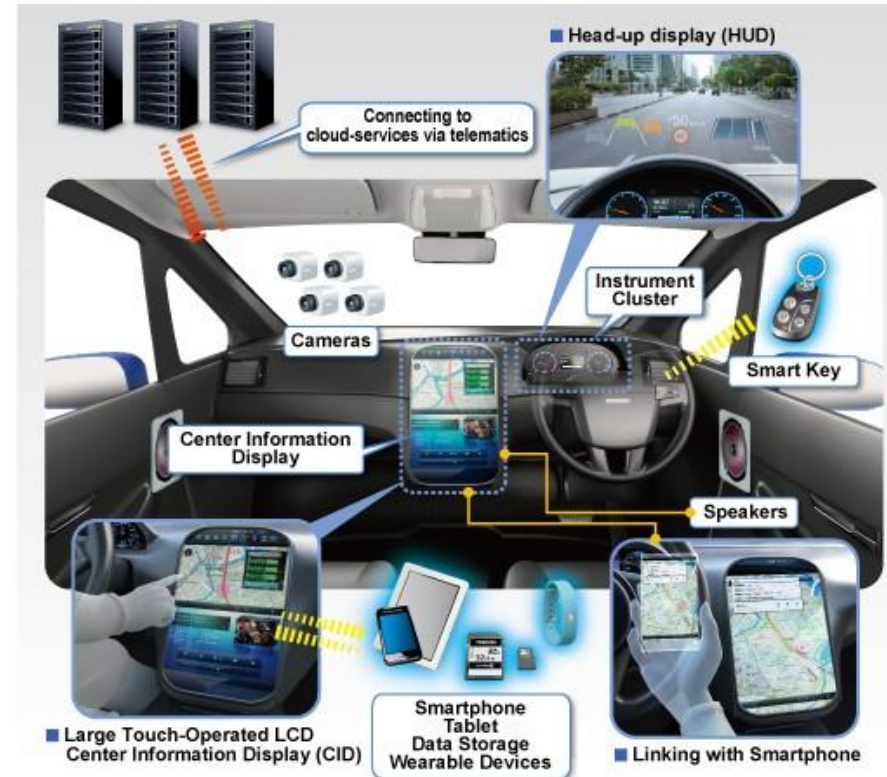 ■ Head-up display (HUD)
Connecting to
cloud-services via telematics
Instrument
Cluster
Cameras
Smart Key
Center Information
Display
Speakers
Smartphone
Tablet
Data Storage
Wearable Devices
■ Large Touch-Operated LCD
Center Information Display (CID)
■ Linking with Smartphone